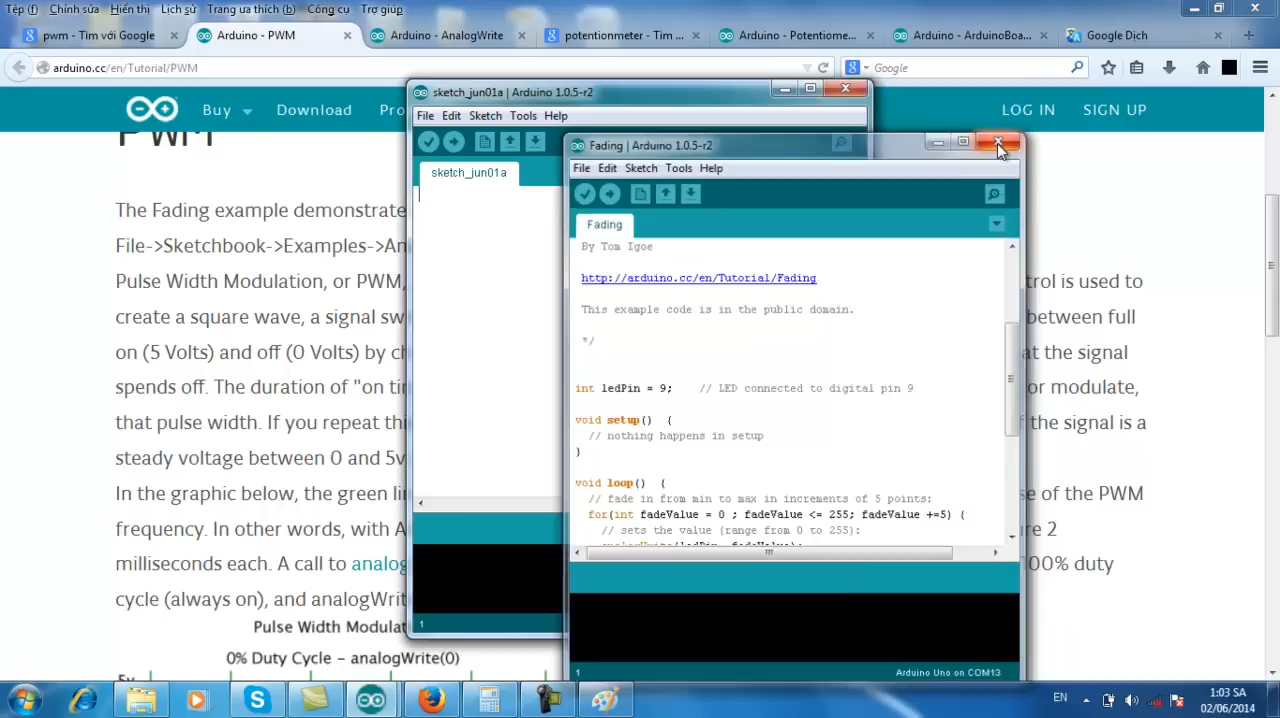 Tệp (f) Chỉnh sửa Hiển thị Lịch sử Trang ưa thích (b) Công cụ Trợ giúp
pwm - Tìm với Google
Arduino - PWM
Arduino - AnalogWrite
potentionmeter - Tìm ...
Arduino - Potentiome...
Arduino - ArduinoBoa...
Google Dịch
arduino.cc/en/Tutorial/PWM
Google
Buy Download Pro
LOG IN SIGN UP
PWM
The Fading example demonstrate
File->Sketchbook->Examples->An
Pulse Width Modulation, or PWM,
trol is used to
create a square wave, a signal sw
between full
on (5 Volts) and off (0 Volts) by ch
at the signal
spends off. The duration of "on tin
or modulate,
that pulse width. If you repeat thi
f the signal is a
steady voltage between 0 and 5v
In the graphic below, the green lin
se of the PWM
frequency. In other words, with A
ure 2
milliseconds each. A call to analog
100% duty
cycle (always on), and analogWrit
Pulse Width Modulat
0% Duty Cycle – analogWrite(0)
5v
sketch_jun01a | Arduino 1.0.5-r2
File Edit Sketch Tools Help
sketch_jun01a
1
Fading | Arduino 1.0.5-r2
File Edit Sketch Tools Help
Fading
By Tom Igoe
http://arduino.cc/en/Tutorial/Fading
This example code is in the public domain.
*/
int ledPin = 9; // LED connected to digital pin 9
void setup() {
// nothing happens in setup
}
void loop() {
// fade in from min to max in increments of 5 points:
for(int fadeValue = 0 ; fadeValue <= 255; fadeValue +=5) {
// sets the value (range from 0 to 255):
analogWrite(ledPin, fadeValue);
1
Arduino Uno on COM13
EN
1:03 SA
02/06/2014